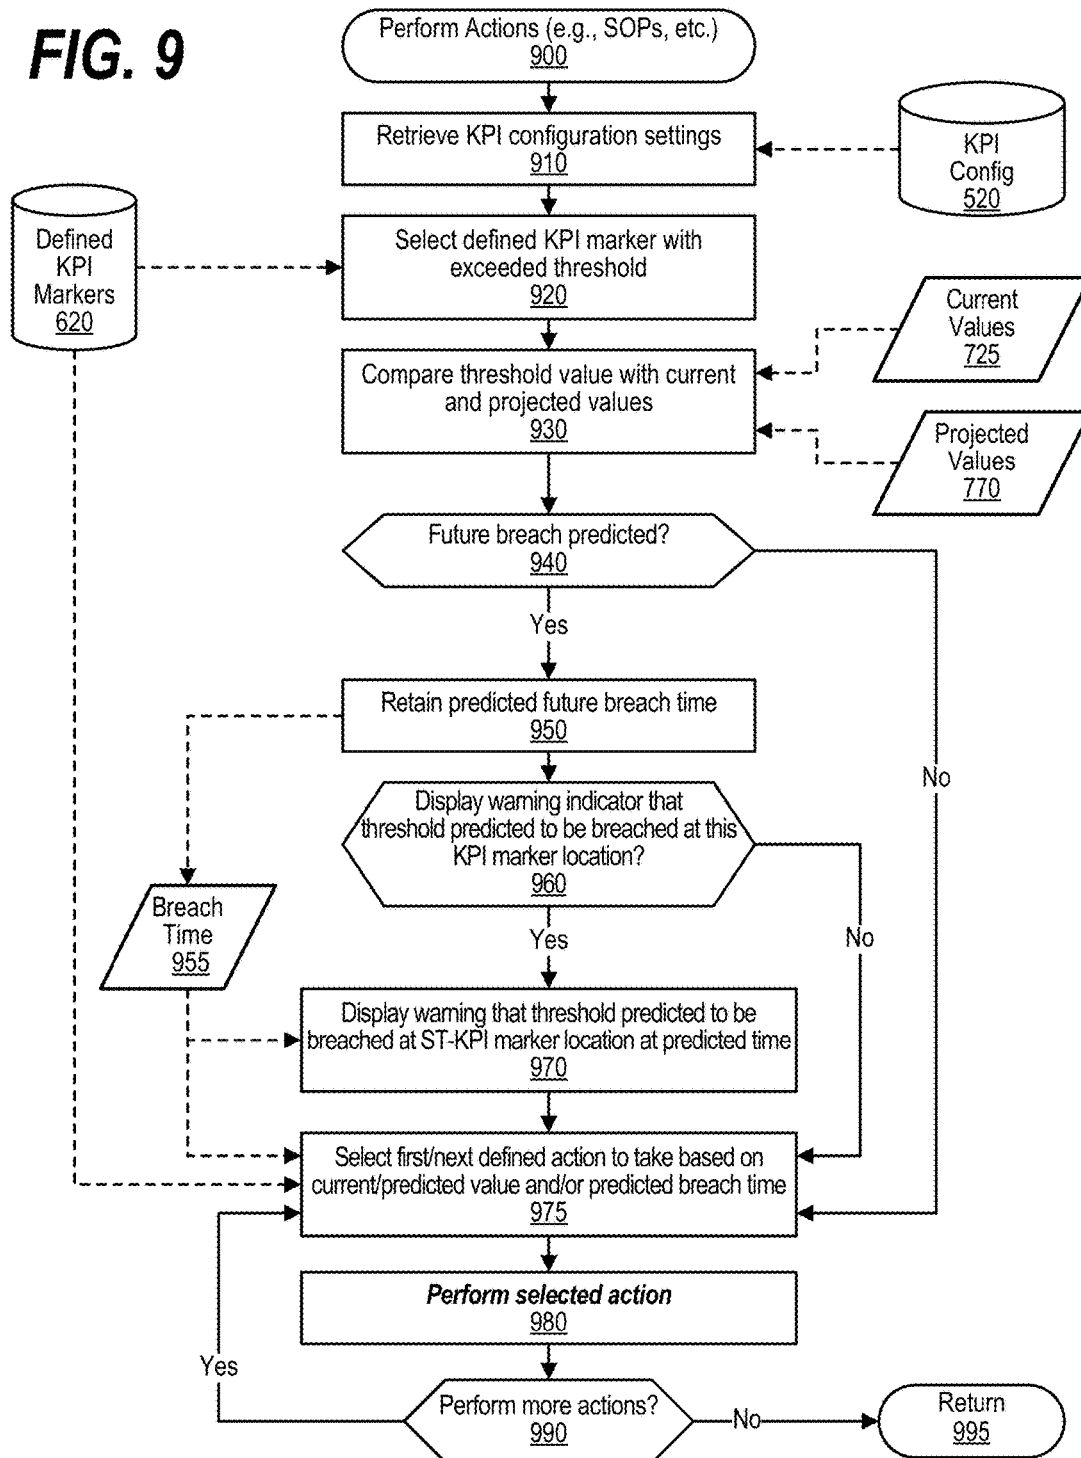 FIG. 9
Perform Actions (e.g., SOPs, etc.)
900
Retrieve KPI configuration settings
910
KPI
Config
520
Defined
KPI
Markers
620
Select defined KPI marker with
exceeded threshold
920
Current
Values
725
Compare threshold value with current
and projected values
930
Projected
Values
770
Future breach predicted?
940
Yes
No
Retain predicted future breach time
950
Display warning indicator that
threshold predicted to be breached at this
KPI marker location?
960
Yes
No
Breach
Time
955
Display warning that threshold predicted to be
breached at ST-KPI marker location at predicted time
970
Select first/next defined action to take based on
current/predicted value and/or predicted breach time
975
Perform selected action
980
Yes
Perform more actions?
990
No
Return
995